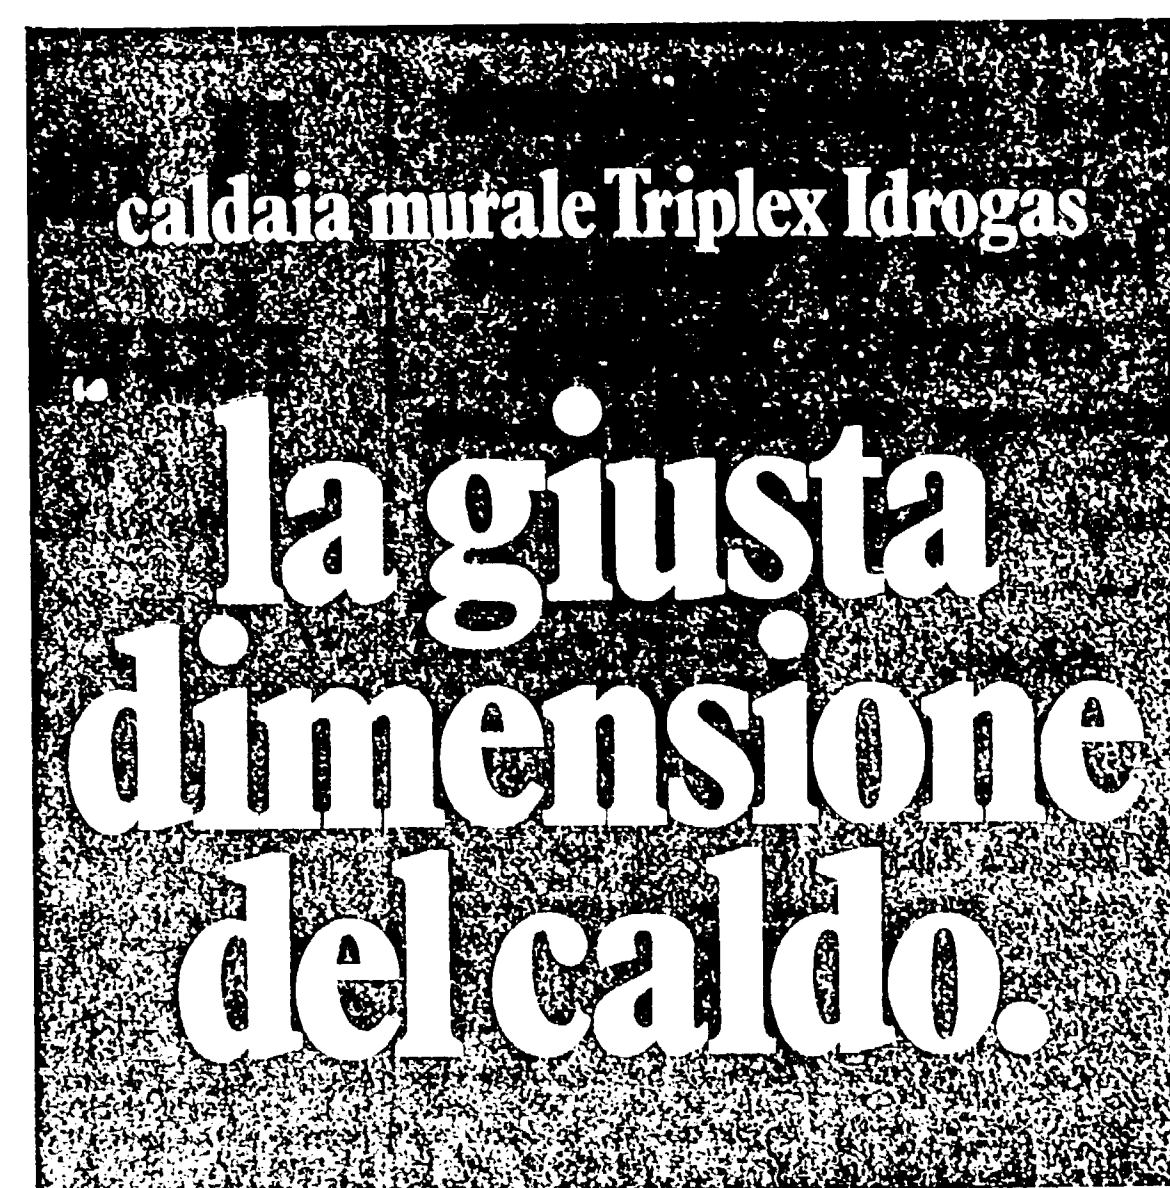 caldaia murale Triplex Idrogas
“
la giusta
dimensione
del caldo.